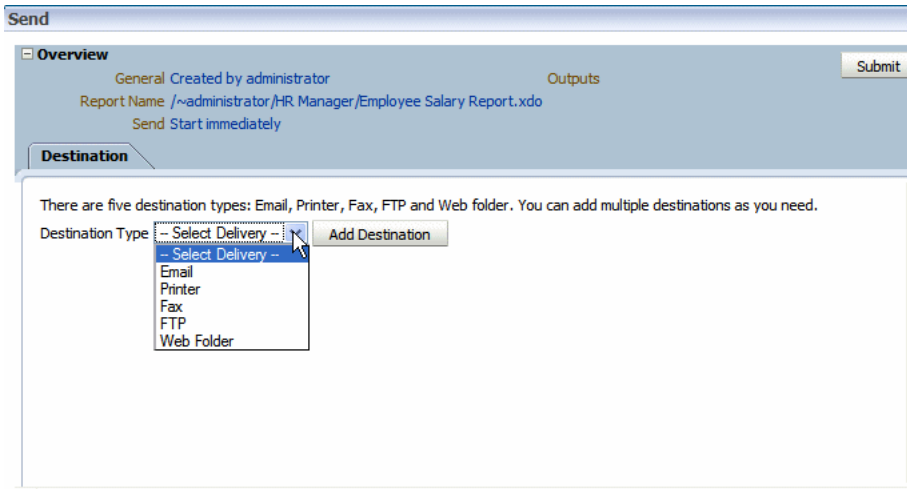 Send
Overview
General Created by administrator Outputs
Submit
Report Name /~administrator/HR Manager/Employee Salary Report.xdo
Send Start immediately
Destination
There are five destination types: Email, Printer, Fax, FTP and Web folder. You can add multiple destinations as you need.
Destination Type -- Select Delivery -- Add Destination
-- Select Delivery --
Email
Printer
Fax
FTP
Web Folder